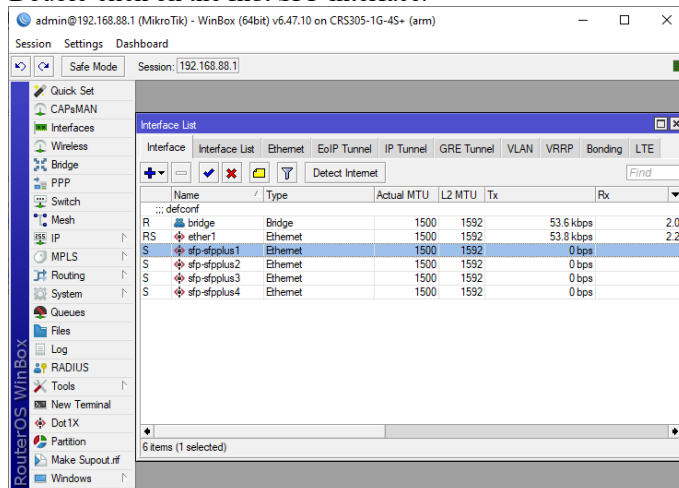 admin@192.168.88.1 (MikroTik) - WinBox (64bit) v6.47.10 on CRS305-1G-4S+ (arm)
Session Settings Dashboard
Safe Mode Session: 192.168.88.1
Quick Set
CAPsMAN
Interfaces
Wireless
Bridge
PPP
Switch
Mesh
IP
MPLS
Routing
System
Queues
Files
Log
RADIUS
Tools
New Terminal
Dot1X
Partition
Make Supout.rif
Windows
RouterOS WinBox
Interface List
Interface Interface List Ethernet EoIP Tunnel IP Tunnel GRE Tunnel VLAN VRRP Bonding LTE
Detect Internet Find
Name / Type Actual MTU L2 MTU Tx Rx
;;; defconf
R bridge Bridge 1500 1592 53.6 kbps 2.0
RS ether1 Ethernet 1500 1592 53.8 kbps 2.2
S sfp-sfpplus1 Ethernet 1500 1592 0 bps
S sfp-sfpplus2 Ethernet 1500 1592 0 bps
S sfp-sfpplus3 Ethernet 1500 1592 0 bps
S sfp-sfpplus4 Ethernet 1500 1592 0 bps
6 items (1 selected)